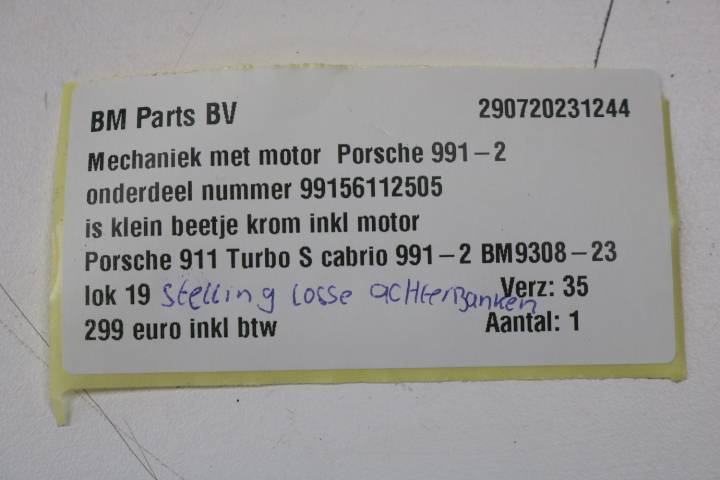 BM Parts BV 290720231244
Mechaniek met motor Porsche 991-2
onderdeel nummer 99156112505
is klein beetje krom inkl motor
Porsche 911 Turbo S cabrio 991-2 BM9308-23
lok 19 Stelling losse achterbanken Verz: 35
299 euro inkl btw Aantal: 1